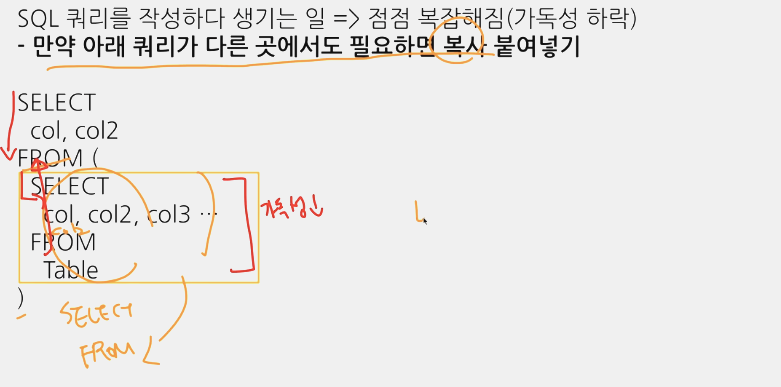 SQL 쿼리를 작성하다 생기는 일 => 점점 복잡해짐(가독성 하락)
- 만약 아래 쿼리가 다른 곳에서도 필요하면 복사 붙여넣기
SELECT
col, col2
FROM (
SELECT
col, col2, col3 …
가독성↓
FROM
Table
)
SELECT
FROM